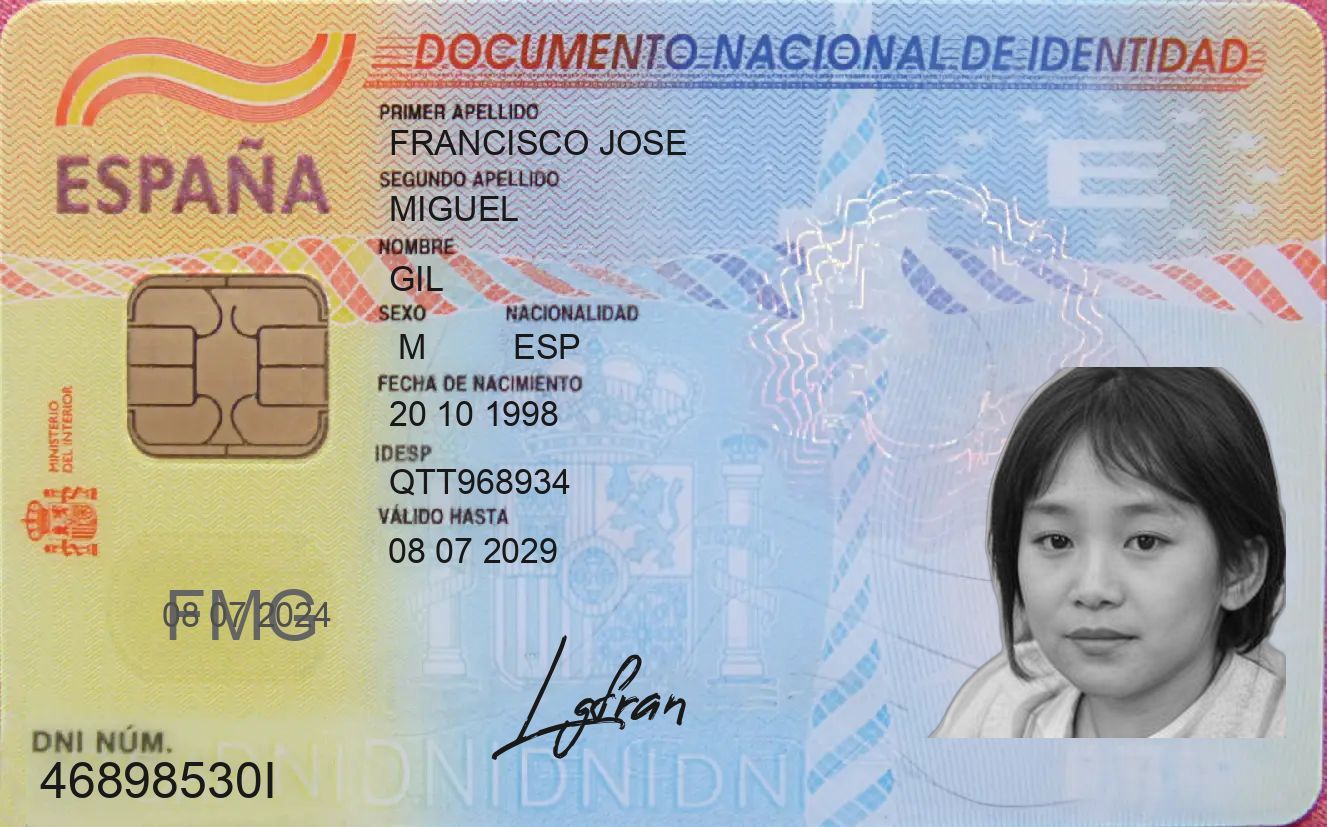 DOCUMENTO NACIONAL DE IDENTIDAD
ESPAÑA
PRIMER APELLIDO
FRANCISCO JOSE
SEGUNDO APELLIDO
MIGUEL
NOMBRE
GIL
SEXO NACIONALIDAD
M ESP
FECHA DE NACIMIENTO
20 10 1998
IDESP
QTT968934
VÁLIDO HASTA
08 07 2029
MINISTERIO
DEL INTERIOR
E
08 07 2024
FMG
Lgfran
DNI NÚM.
46898530I
DNIDNIDNIDNI